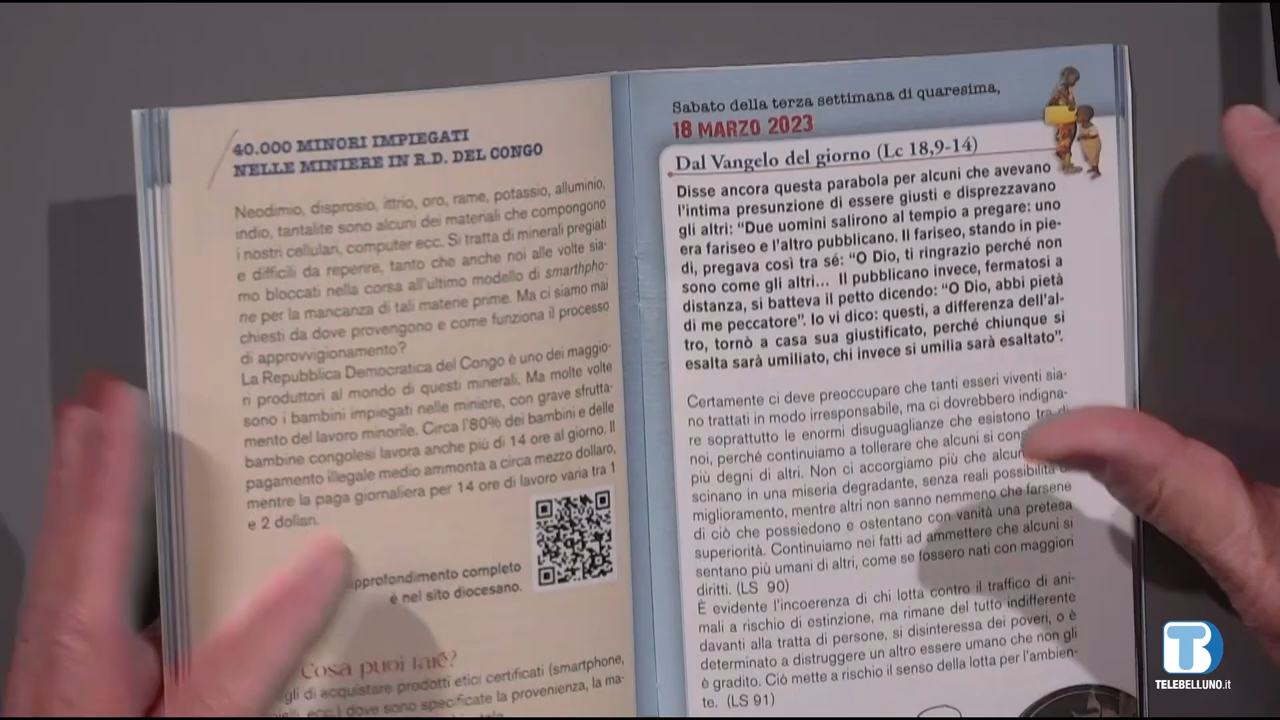 40.000 MINORI IMPIEGATI
NELLE MINIERE IN R.D. DEL CONGO
Neodimio, disprosio, ittrio, oro, rame, potassio, alluminio,
indio, tantalite sono alcuni dei materiali che compongono
i nostri cellulari, computer ecc. Si tratta di minerali pregiati
e difficili da reperire, tanto che anche noi alle volte sia-
mo bloccati nella corsa all'ultimo modello di smarthpho-
ne per la mancanza di tali materie prime. Ma ci siamo mai
chiesti da dove provengono e come funziona il processo
di approvvigionamento?
La Repubblica Democratica del Congo è uno dei maggio-
ri produttori al mondo di questi minerali. Ma molte volte
sono i bambini impiegati nelle miniere, con grave sfrutta-
mento del lavoro minorile. Circa l'80% dei bambini e delle
bambine congolesi lavora anche più di 14 ore al giorno. Il
pagamento illegale medio ammonta a circa mezzo dollaro,
mentre la paga giornaliera per 14 ore di lavoro varia tra 1
e 2 dollari.
approfondimento completo
è nel sito diocesano.
Cosa puoi fare?
gli di acquistare prodotti etici certificati (smartphone,
ecc.) dove sono specificate la provenienza, la ma-
Sabato della terza settimana di quaresima,
18 MARZO 2023
Dal Vangelo del giorno (Lc 18,9-14)
Disse ancora questa parabola per alcuni che avevano
l'intima presunzione di essere giusti e disprezzavano
gli altri: "Due uomini salirono al tempio a pregare: uno
era fariseo e l'altro pubblicano. Il fariseo, stando in pie-
di, pregava così tra sé: "O Dio, ti ringrazio perché non
sono come gli altri… Il pubblicano invece, fermatosi a
distanza, si batteva il petto dicendo: "O Dio, abbi pietà
di me peccatore". Io vi dico: questi, a differenza dell'al-
tro, tornò a casa sua giustificato, perché chiunque si
esalta sarà umiliato, chi invece si umilia sarà esaltato".
Certamente ci deve preoccupare che tanti esseri viventi sia-
no trattati in modo irresponsabile, ma ci dovrebbero indigna-
re soprattutto le enormi disuguaglianze che esistono tra di
noi, perché continuiamo a tollerare che alcuni si
più degni di altri. Non ci accorgiamo più che
scinano in una miseria degradante, senza reali possibilità
miglioramento, mentre altri non sanno nemmeno che farsene
di ciò che possiedono e ostentano con vanità una pretesa
superiorità. Continuiamo nei fatti ad ammettere che alcuni si
sentano più umani di altri, come se fossero nati con maggiori
diritti. (LS 90)
È evidente l'incoerenza di chi lotta contro il traffico di ani-
mali a rischio di estinzione, ma rimane del tutto indifferente
davanti alla tratta di persone, si disinteressa dei poveri, o è
determinato a distruggere un altro essere umano che non gli
è gradito. Ciò mette a rischio il senso della lotta per l'ambien-
te. (LS 91)
TELEBELLUNO.it